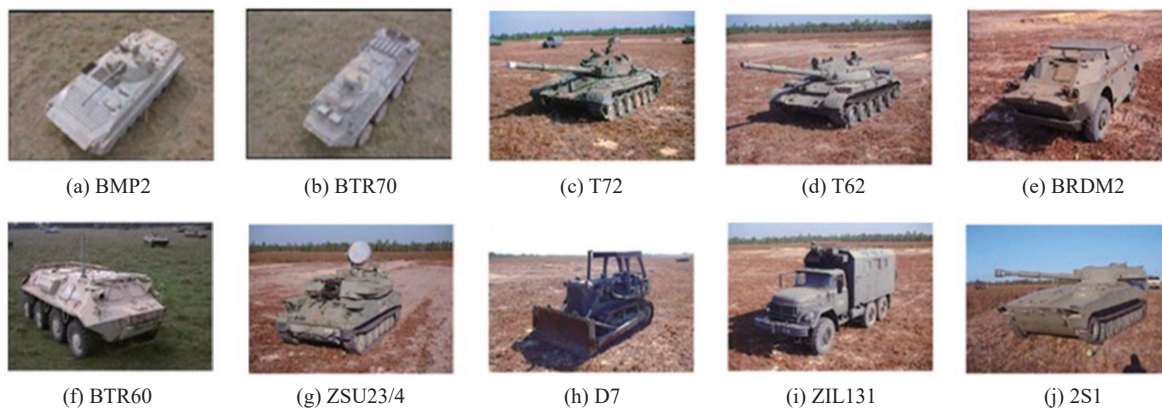 (a) BMP2
(b) BTR70
(c) T72
(d) T62
(e) BRDM2
(f) BTR60
(g) ZSU23/4
(h) D7
(i) ZIL131
(j) 2S1